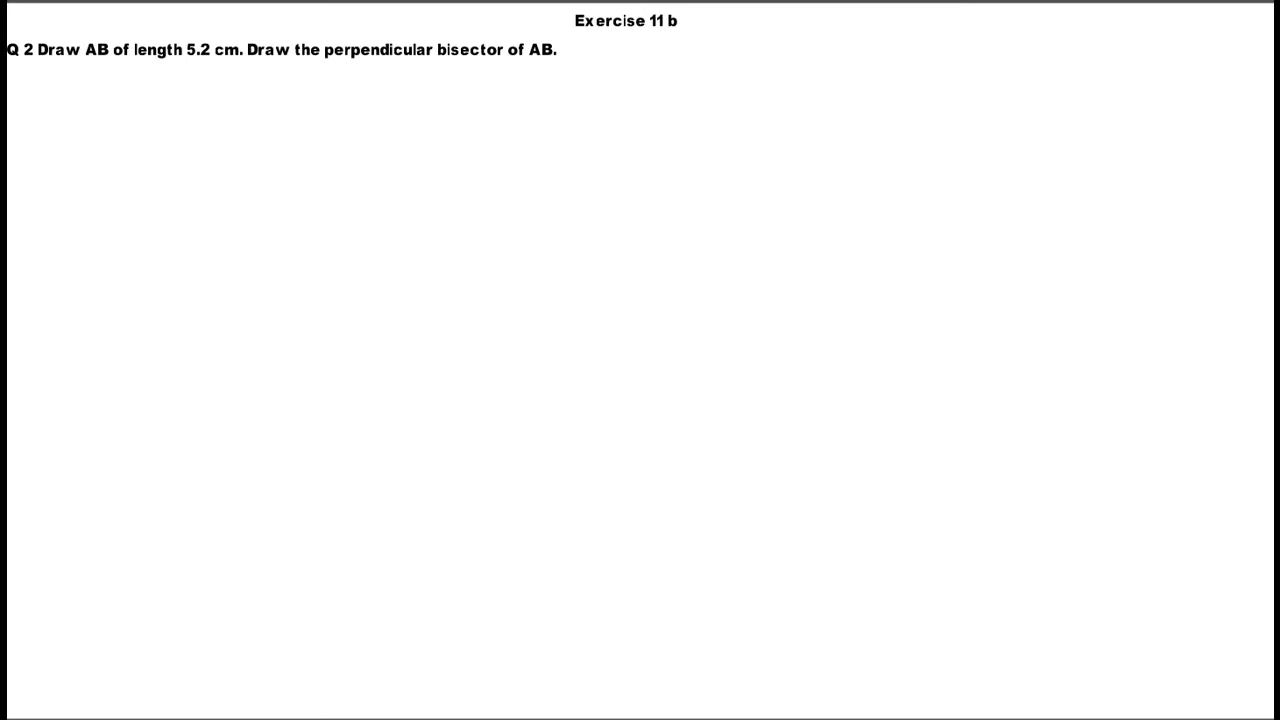 Exercise 11 b
Q 2 Draw AB of length 5.2 cm. Draw the perpendicular bisector of AB.